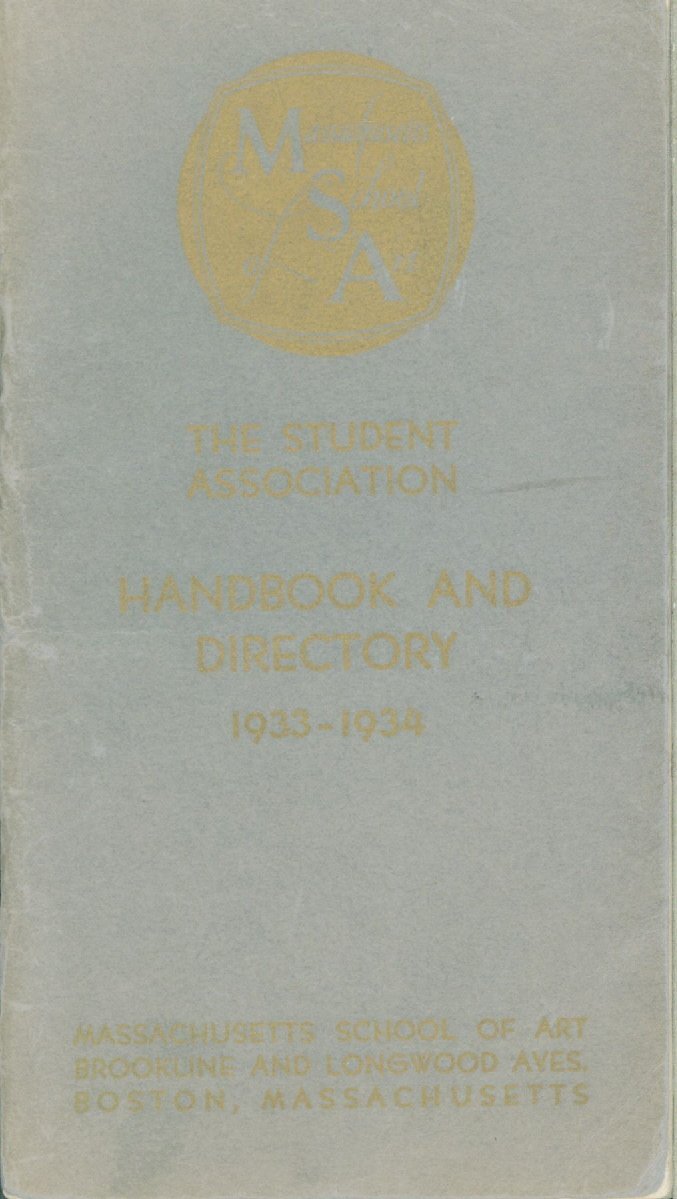 Massachusetts
School
of Art
THE STUDENT
ASSOCIATION
HANDBOOK AND
DIRECTORY
1933-1934
MASSACHUSETTS SCHOOL OF ART
BROOKLINE AND LONGWOOD AVES.
BOSTON, MASSACHUSETTS